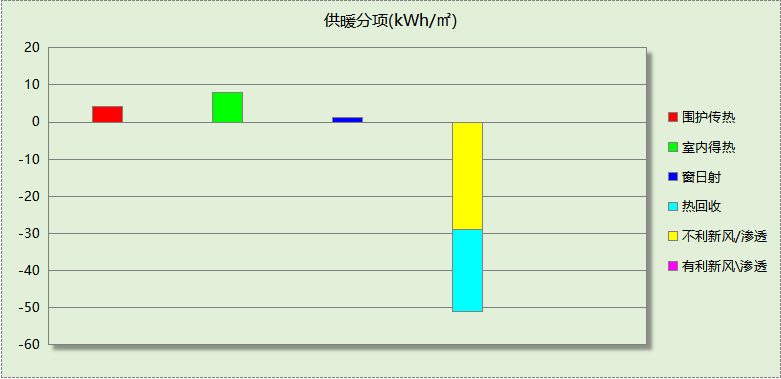 供暖分项(kWh/㎡)
20
10
0
-10
-20
-30
-40
-50
-60
围护传热
室内得热
窗日射
热回收
不利新风/渗透
有利新风\渗透